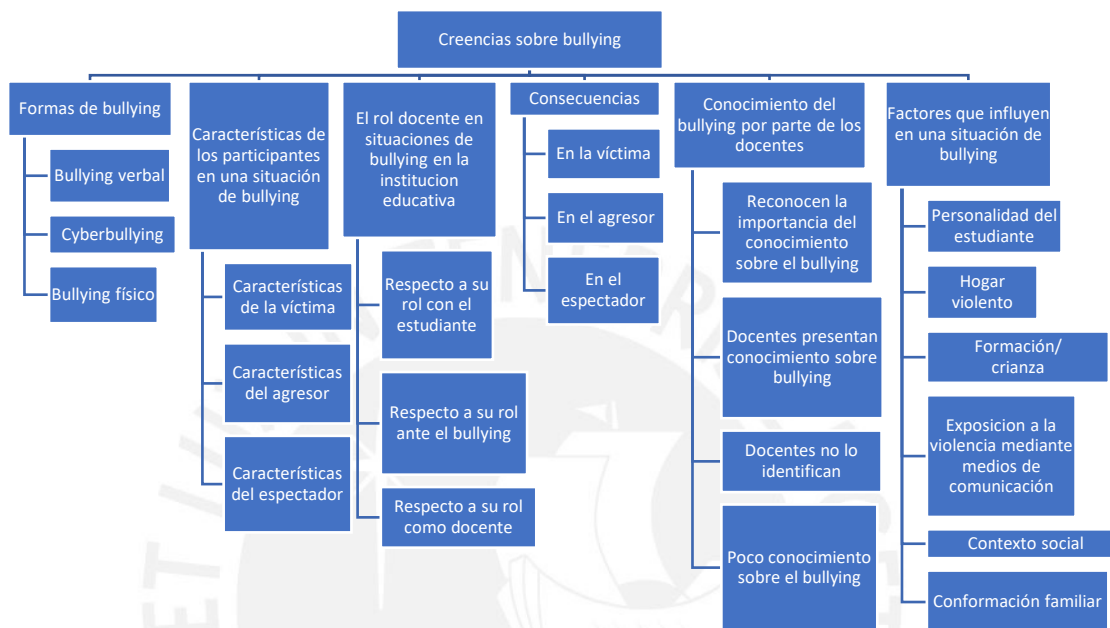 Creencias sobre bullying
Formas de bullying
Bullying verbal
Cyberbullying
Bullying físico
Características de
los participantes
en una situación
de bullying
Características
de la víctima
Características
del agresor
Características
del espectador
El rol docente en
situaciones de
bullying en la
institucion
educativa
Respecto a su
rol con el
estudiante
Respecto a su rol
ante el bullying
Respecto a su rol
como docente
Consecuencias
En la víctima
En el agresor
En el
espectador
Conocimiento del
bullying por parte de los
docentes
Reconocen la
importancia del
conocimiento
sobre el bullying
Docentes presentan
conocimiento sobre
bullying
Docentes no lo
identifican
Poco conocimiento
sobre el bullying
Factores que influyen
en una situación de
bullying
Personalidad del
estudiante
Hogar
violento
Formación/
crianza
Exposicion a la
violencia mediante
medios de
comunicación
Contexto social
Conformación familiar